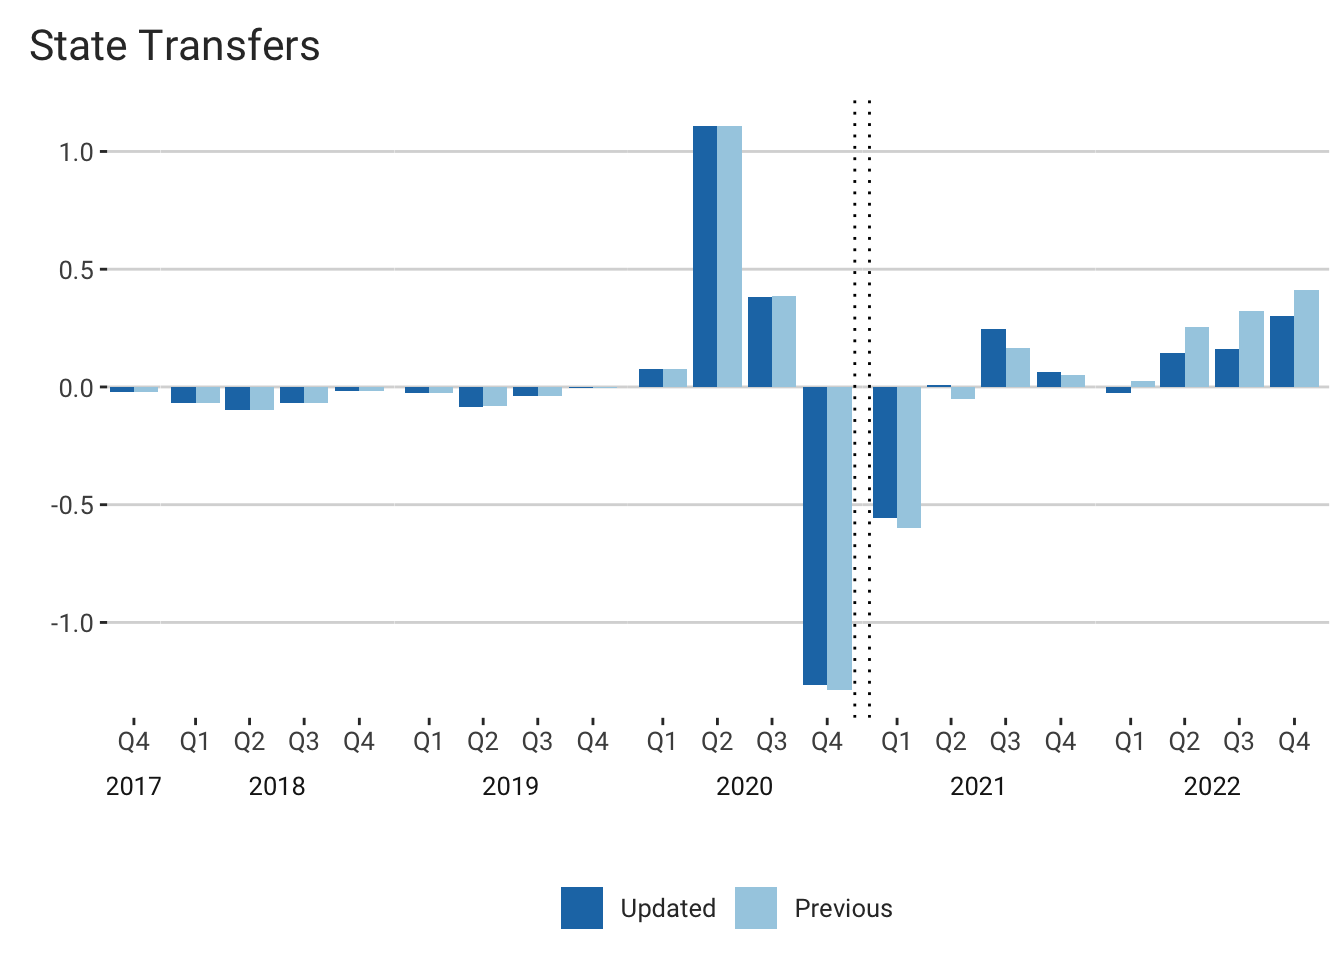 State Transfers
1.0
0.5
0.0
-0.5
-1.0
Q4 Q1 Q2 Q3 Q4 Q1 Q2 Q3 Q4 Q1 Q2 Q3 Q4 Q1 Q2 Q3 Q4 Q1 Q2 Q3 Q4
2017 2018 2019 2020 2021 2022
Updated Previous